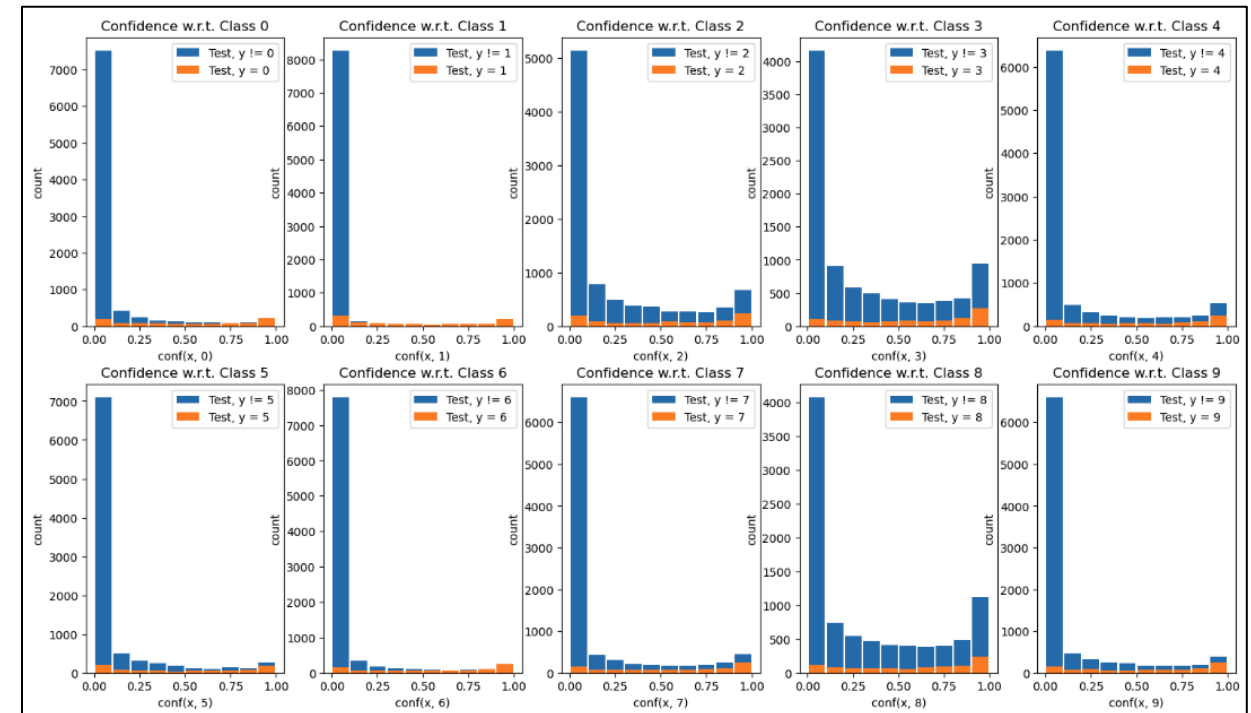 Confidence w.r.t. Class 0
Test, y != 0
Test, y = 0
7000
6000
5000
4000
3000
2000
1000
0
count
0.00 0.25 0.50 0.75 1.00
conf(x, 0)
Confidence w.r.t. Class 1
Test, y != 1
Test, y = 1
8000
7000
6000
5000
4000
3000
2000
1000
0
0.00 0.25 0.50 0.75 1.00
conf(x, 1)
Confidence w.r.t. Class 2
Test, y != 2
Test, y = 2
5000
4000
3000
2000
1000
0
count
0.00 0.25 0.50 0.75 1.00
conf(x, 2)
Confidence w.r.t. Class 3
Test, y != 3
Test, y = 3
4000
3500
3000
2500
2000
1500
1000
500
0
count
0.00 0.25 0.50 0.75 1.00
conf(x, 3)
Confidence w.r.t. Class 4
Test, y != 4
Test, y = 4
6000
5000
4000
3000
2000
1000
0
count
0.00 0.25 0.50 0.75 1.00
conf(x, 4)
Confidence w.r.t. Class 5
Test, y != 5
Test, y = 5
7000
6000
5000
4000
3000
2000
1000
0
count
0.00 0.25 0.50 0.75 1.00
conf(x, 5)
Confidence w.r.t. Class 6
Test, y != 6
Test, y = 6
8000
7000
6000
5000
4000
3000
2000
1000
0
0.00 0.25 0.50 0.75 1.00
conf(x, 6)
Confidence w.r.t. Class 7
Test, y != 7
Test, y = 7
6000
5000
4000
3000
2000
1000
0
count
0.00 0.25 0.50 0.75 1.00
conf(x, 7)
Confidence w.r.t. Class 8
Test, y != 8
Test, y = 8
4000
3500
3000
2500
2000
1500
1000
500
0
count
0.00 0.25 0.50 0.75 1.00
conf(x, 8)
Confidence w.r.t. Class 9
Test, y != 9
Test, y = 9
6000
5000
4000
3000
2000
1000
0
count
0.00 0.25 0.50 0.75 1.00
conf(x, 9)